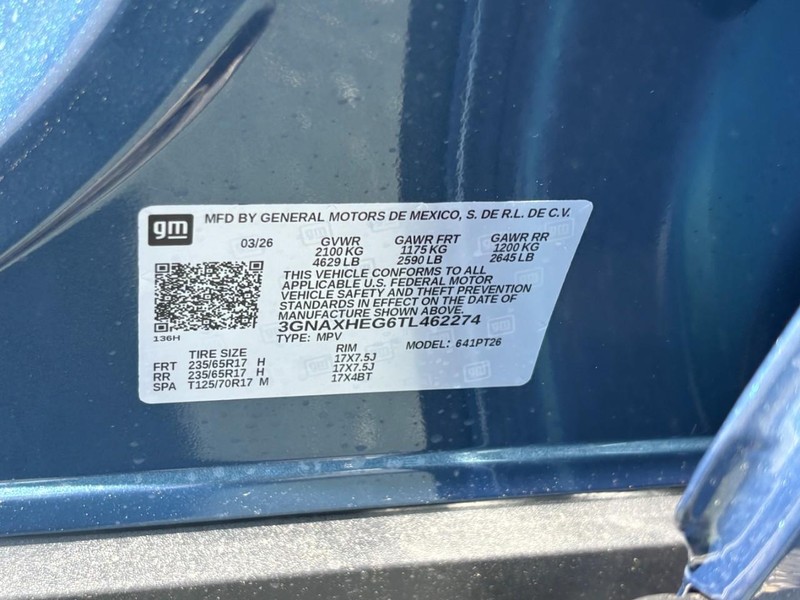 gm MFD BY GENERAL MOTORS DE MEXICO, S. DE R.L. DE C.V.
03/26 GVWR GAWR FRT GAWR RR
2100 KG 1175 KG 1200 KG
4629 LB 2590 LB 2645 LB
THIS VEHICLE CONFORMS TO ALL
APPLICABLE U.S. FEDERAL MOTOR
VEHICLE SAFETY AND THEFT PREVENTION
STANDARDS IN EFFECT ON THE DATE OF
MANUFACTURE SHOWN ABOVE.
3GNAXHEG6TL462274
136H TYPE: MPV MODEL: 641PT26
TIRE SIZE RIM
FRT 235/65R17 H 17X7.5J
RR 235/65R17 H 17X7.5J
SPA T125/70R17 M 17X4BT